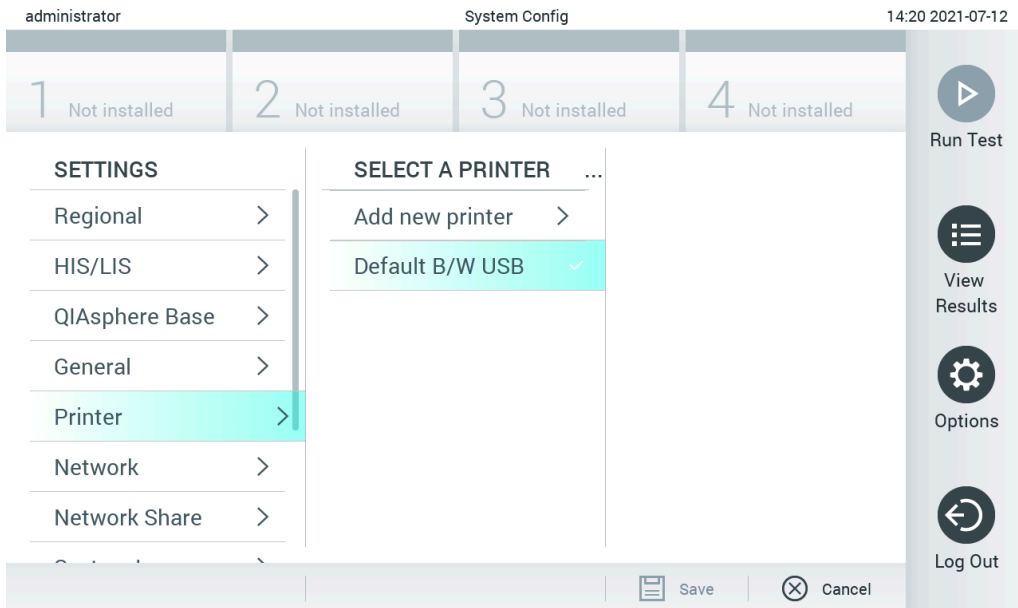 administrator System Config 14:20 2021-07-12
1 Not installed 2 Not installed 3 Not installed 4 Not installed
Run Test
SETTINGS SELECT A PRINTER ...
Regional Add new printer
HIS/LIS Default B/W USB
View
Results
QIAsphere Base
General
Printer
Options
Network
Network Share
Log Out
Save Cancel